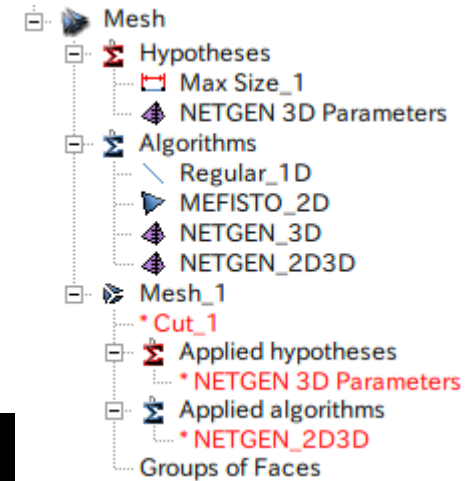 Mesh
Hypotheses
Max Size_1
NETGEN 3D Parameters
Algorithms
Regular_1D
MEFISTO_2D
NETGEN_3D
NETGEN_2D3D
Mesh_1
* Cut_1
Applied hypotheses
* NETGEN 3D Parameters
Applied algorithms
* NETGEN_2D3D
Groups of Faces